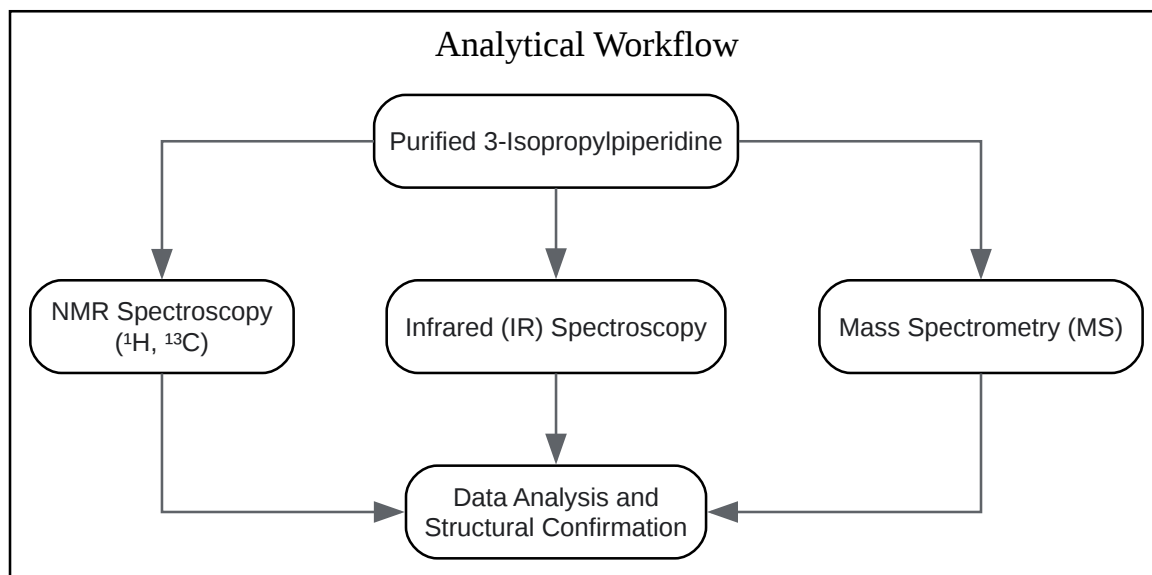 Analytical Workflow
Purified 3-Isopropylpiperidine
NMR Spectroscopy
(¹H, ¹³C)
Infrared (IR) Spectroscopy
Mass Spectrometry (MS)
Data Analysis and
Structural Confirmation